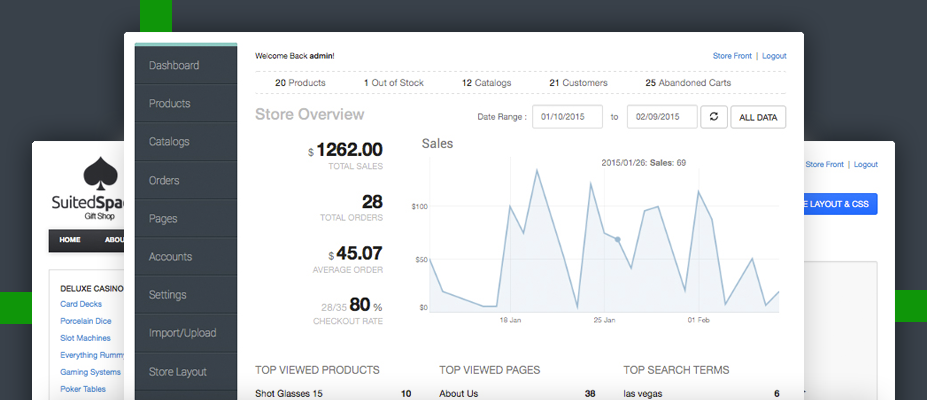 Welcome Back admin!
Store Front | Logout
20 Products
1 Out of Stock
12 Catalogs
21 Customers
25 Abandoned Carts
Dashboard
Products
Catalogs
Orders
Pages
Accounts
Settings
Import/Upload
Store Layout
Store Overview
Date Range :
01/10/2015
to
02/09/2015
ALL DATA
$1262.00
TOTAL SALES
28
TOTAL ORDERS
$45.07
AVERAGE ORDER
28/35 80 %
CHECKOUT RATE
Sales
2015/01/26: Sales: 69
$100
$50
$0
18 Jan
25 Jan
01 Feb
TOP VIEWED PRODUCTS
Shot Glasses 15 10
TOP VIEWED PAGES
About Us 38
TOP SEARCH TERMS
las vegas 6
SuitedSpa
Gift Shop
HOME
ABOU
DELUXE CASINO
Card Decks
Porcelain Dice
Slot Machines
Everything Rummy
Gaming Systems
Poker Tables
Store Front | Logout
E LAYOUT & CSS